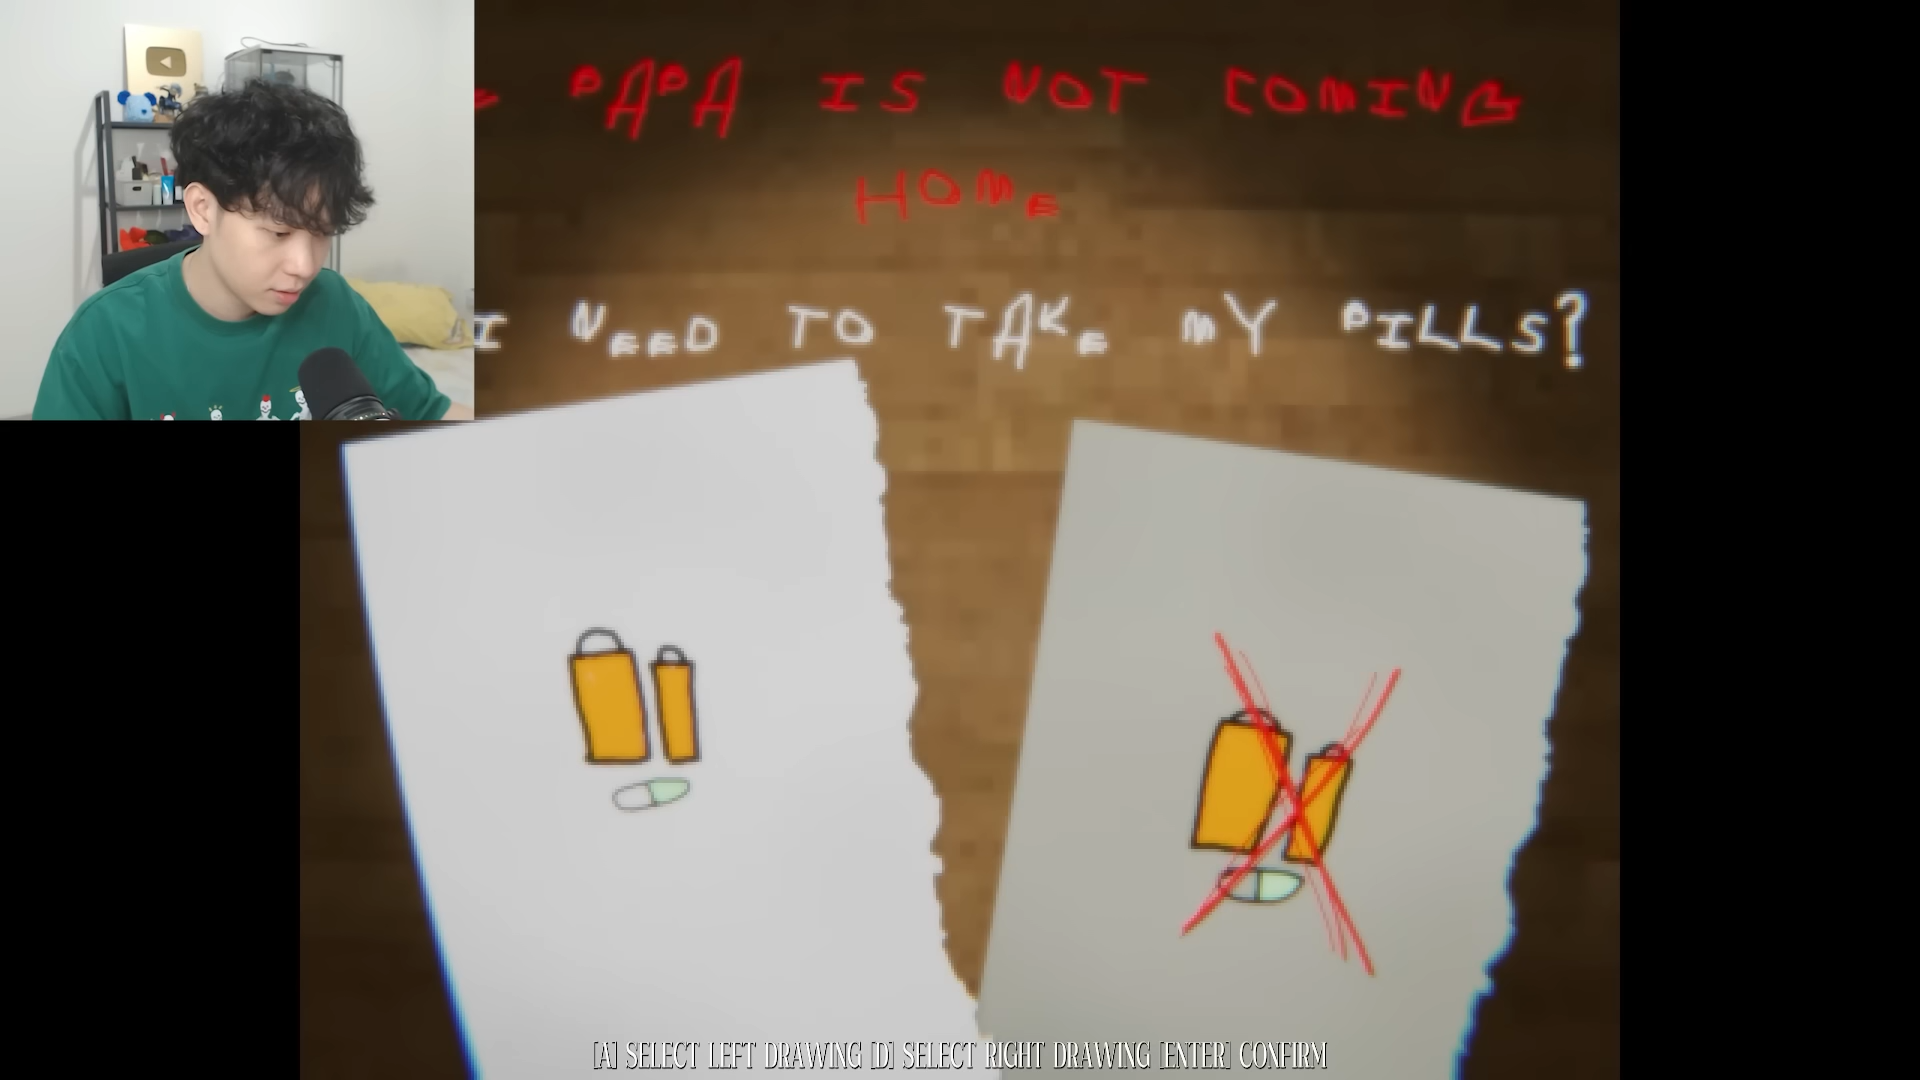 PAPA IS NOT COMING
HOME
I NEED TO TAKE MY PILLS?
[A] SELECT LEFT DRAWING [D] SELECT RIGHT DRAWING [ENTER] CONFIRM